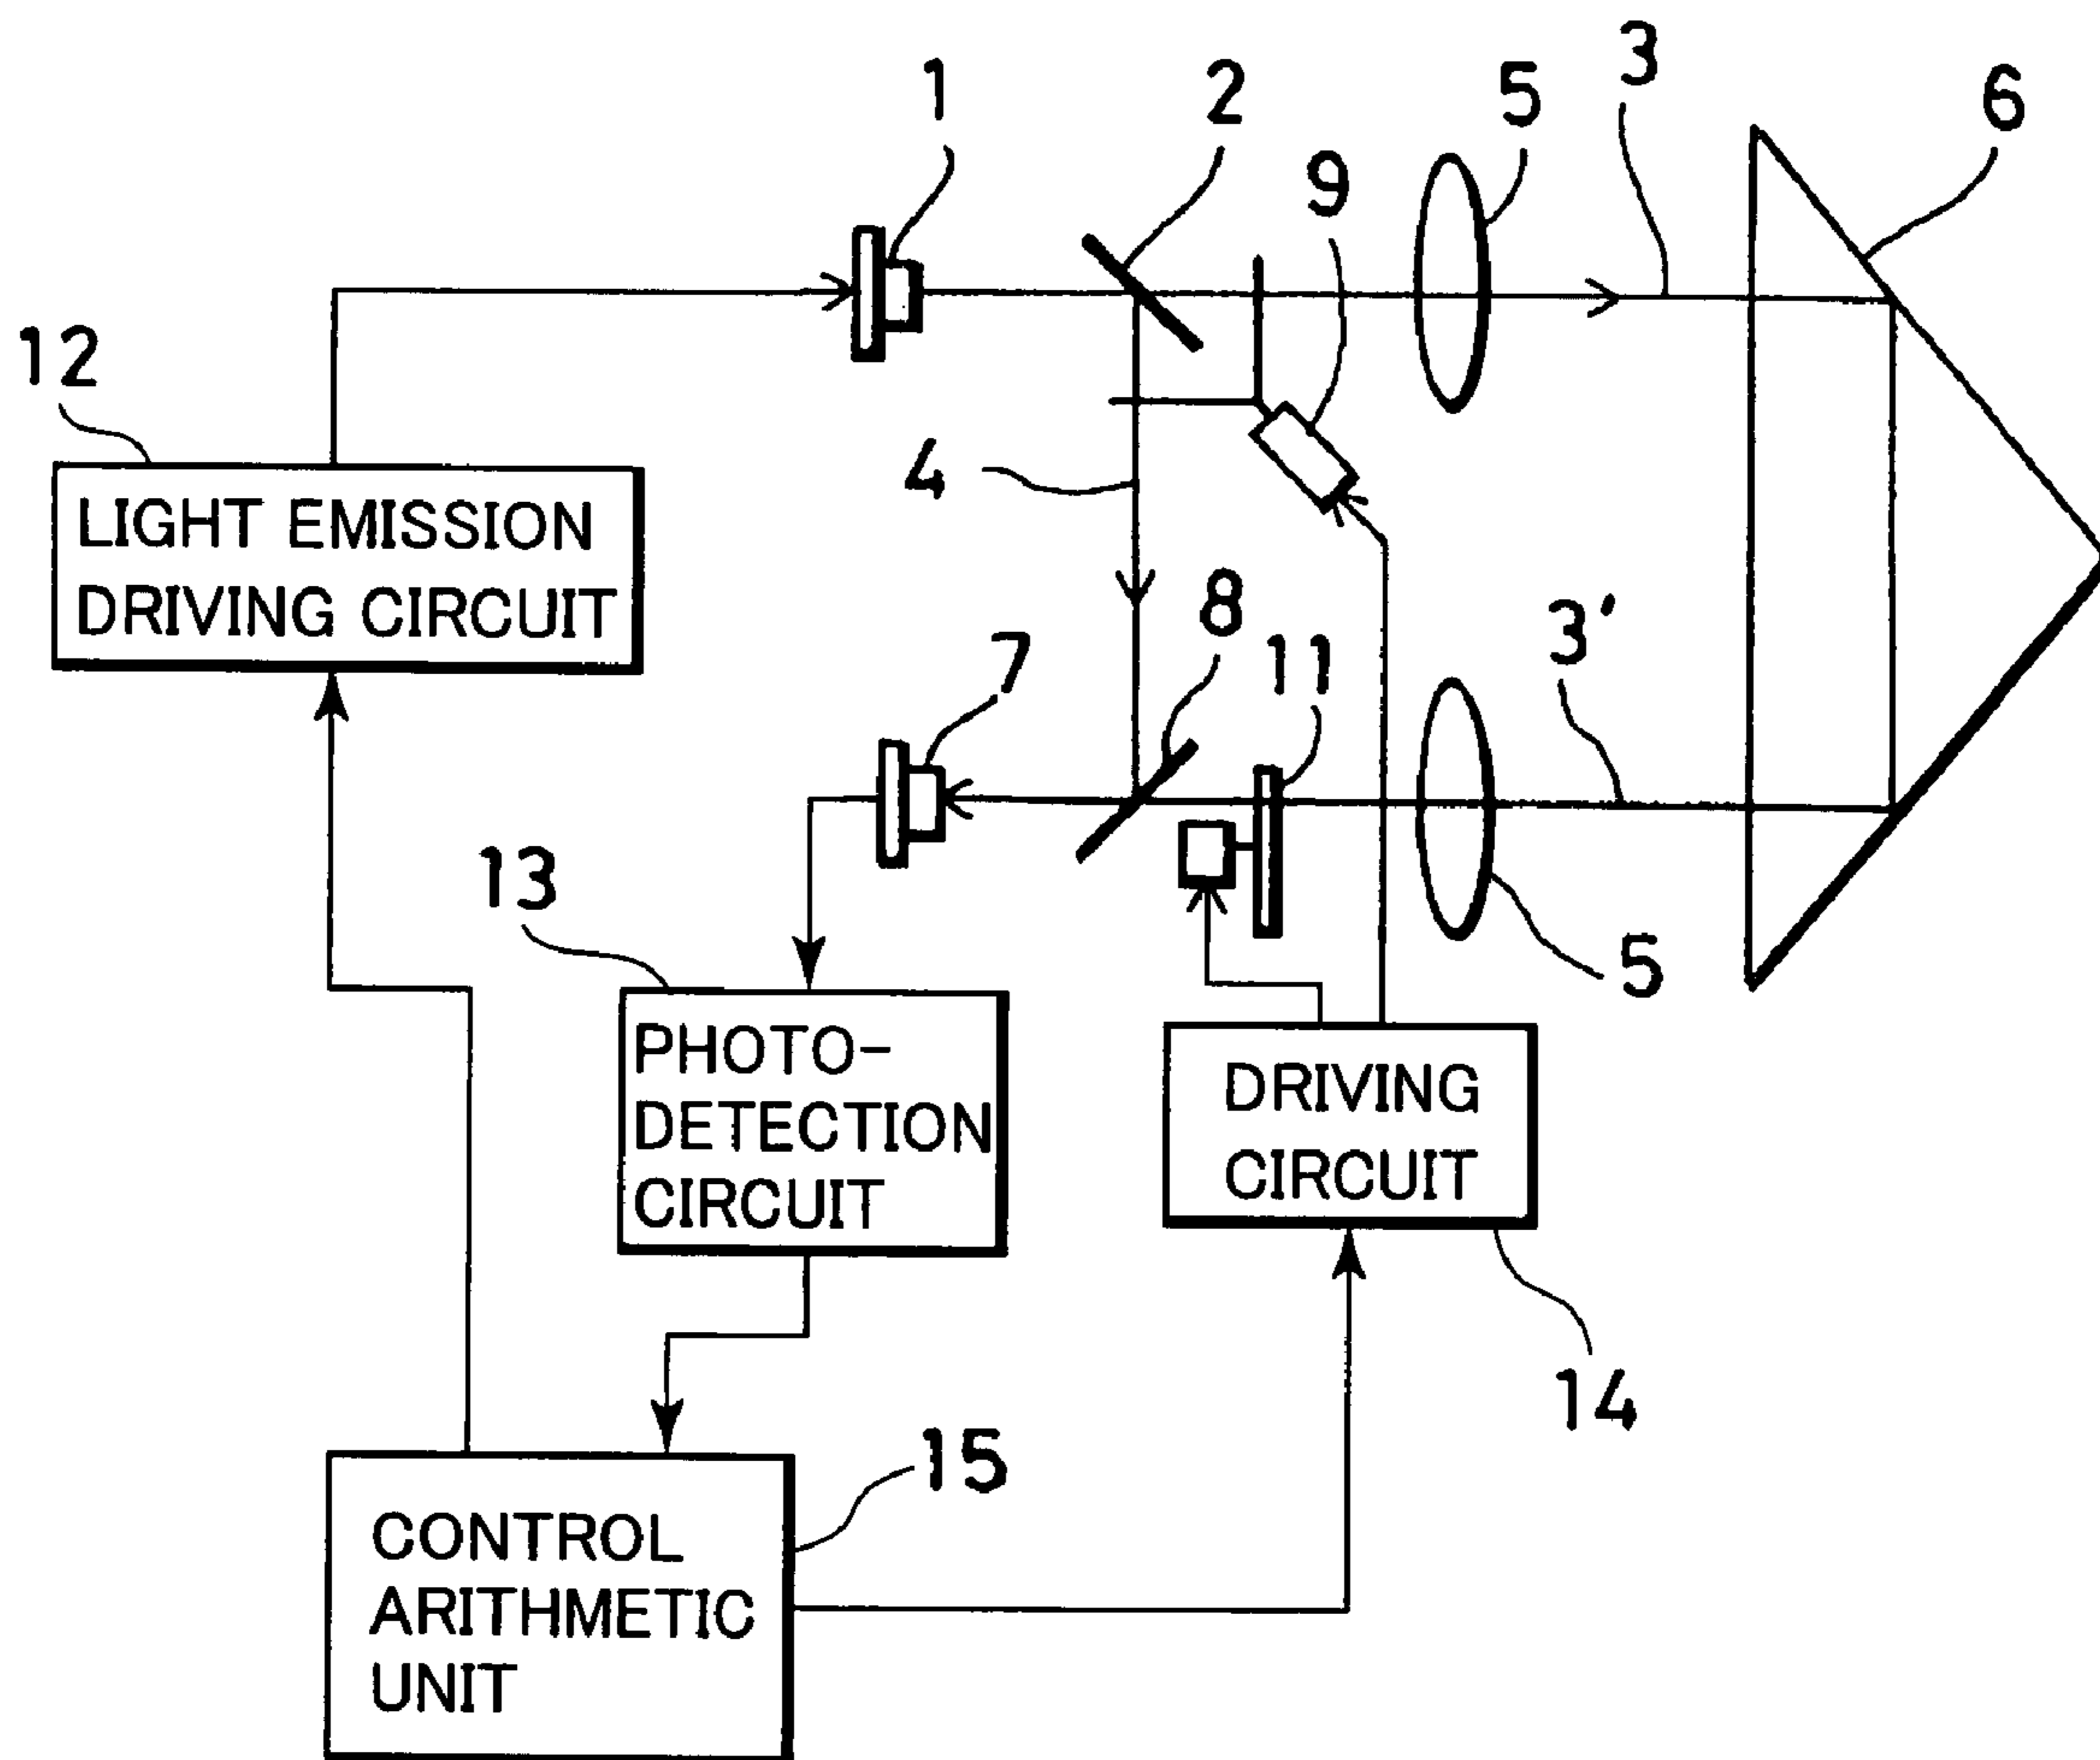 1
2
5
3
6
9
12
LIGHT EMISSION
DRIVING CIRCUIT
4
8
11
3'
7
13
5
PHOTO-
DETECTION
CIRCUIT
DRIVING
CIRCUIT
14
15
CONTROL
ARITHMETIC
UNIT